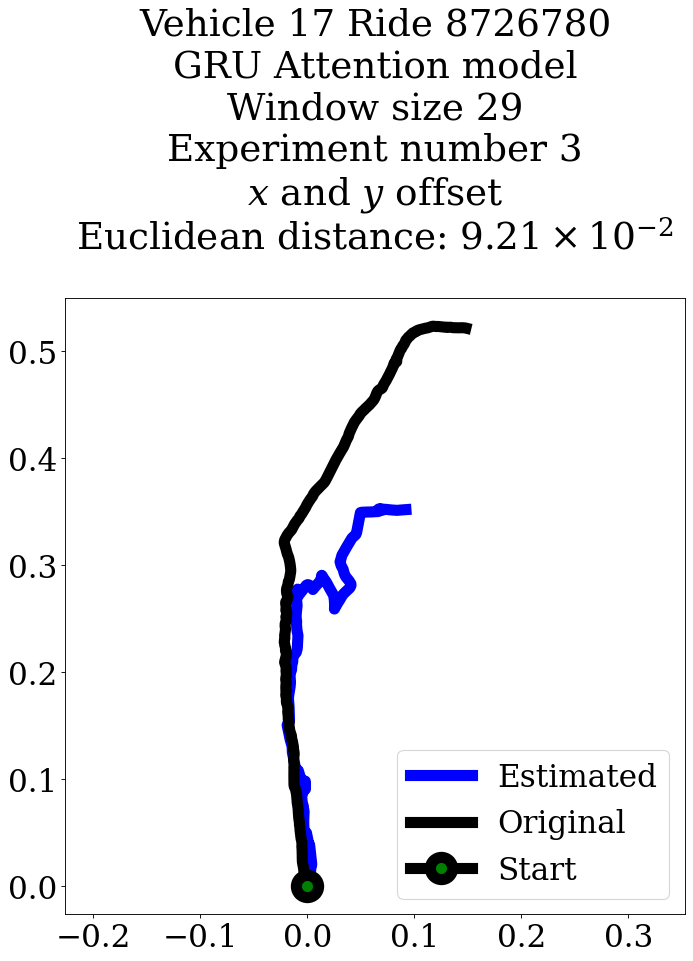 Vehicle 17 Ride 8726780
GRU Attention model
Window size 29
Experiment number 3
x and y offset
Euclidean distance: 9.21 × 10⁻²
0.5
0.4
0.3
0.2
0.1
0.0
Estimated
Original
Start
−0.2 −0.1 0.0 0.1 0.2 0.3